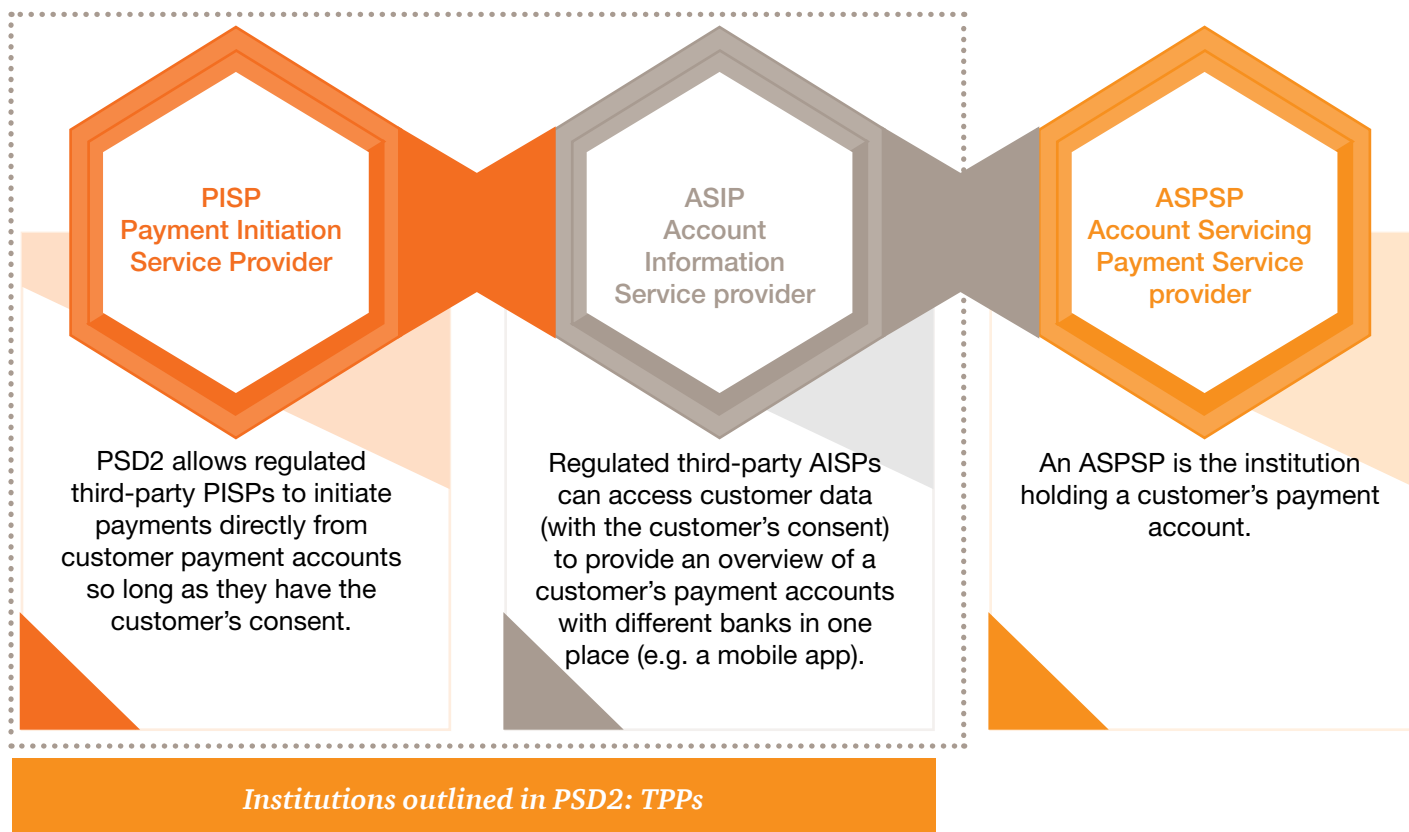 PISP
Payment Initiation
Service Provider
PSD2 allows regulated
third-party PISPs to initiate
payments directly from
customer payment accounts
so long as they have the
customer’s consent.
ASIP
Account
Information
Service provider
Regulated third-party AISPs
can access customer data
(with the customer’s consent)
to provide an overview of a
customer’s payment accounts
with different banks in one
place (e.g. a mobile app).
ASPSP
Account Servicing
Payment Service
provider
An ASPSP is the institution
holding a customer’s payment
account.
Institutions outlined in PSD2: TPPs